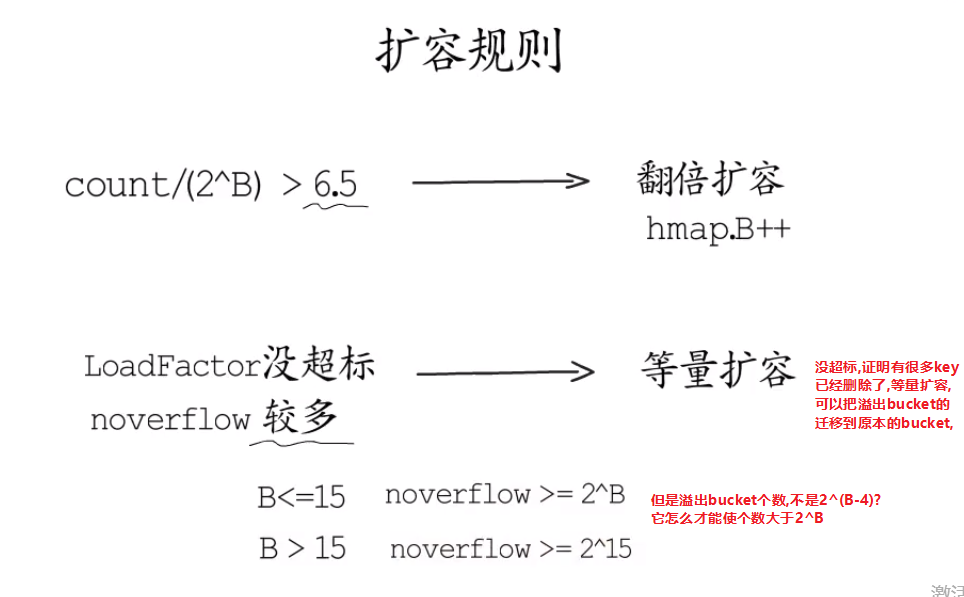 扩容规则
count/(2^B) > 6.5
翻倍扩容
hmap.B++
LoadFactor没超标
noverflow 较多
等量扩容
没超标,证明有很多key
已经删除了,等量扩容,
可以把溢出bucket的
迁移到原本的bucket,
B<=15 noverflow >= 2^B
B > 15 noverflow >= 2^15
但是溢出bucket个数,不是2^(B-4)?
它怎么才能使个数大于2^B